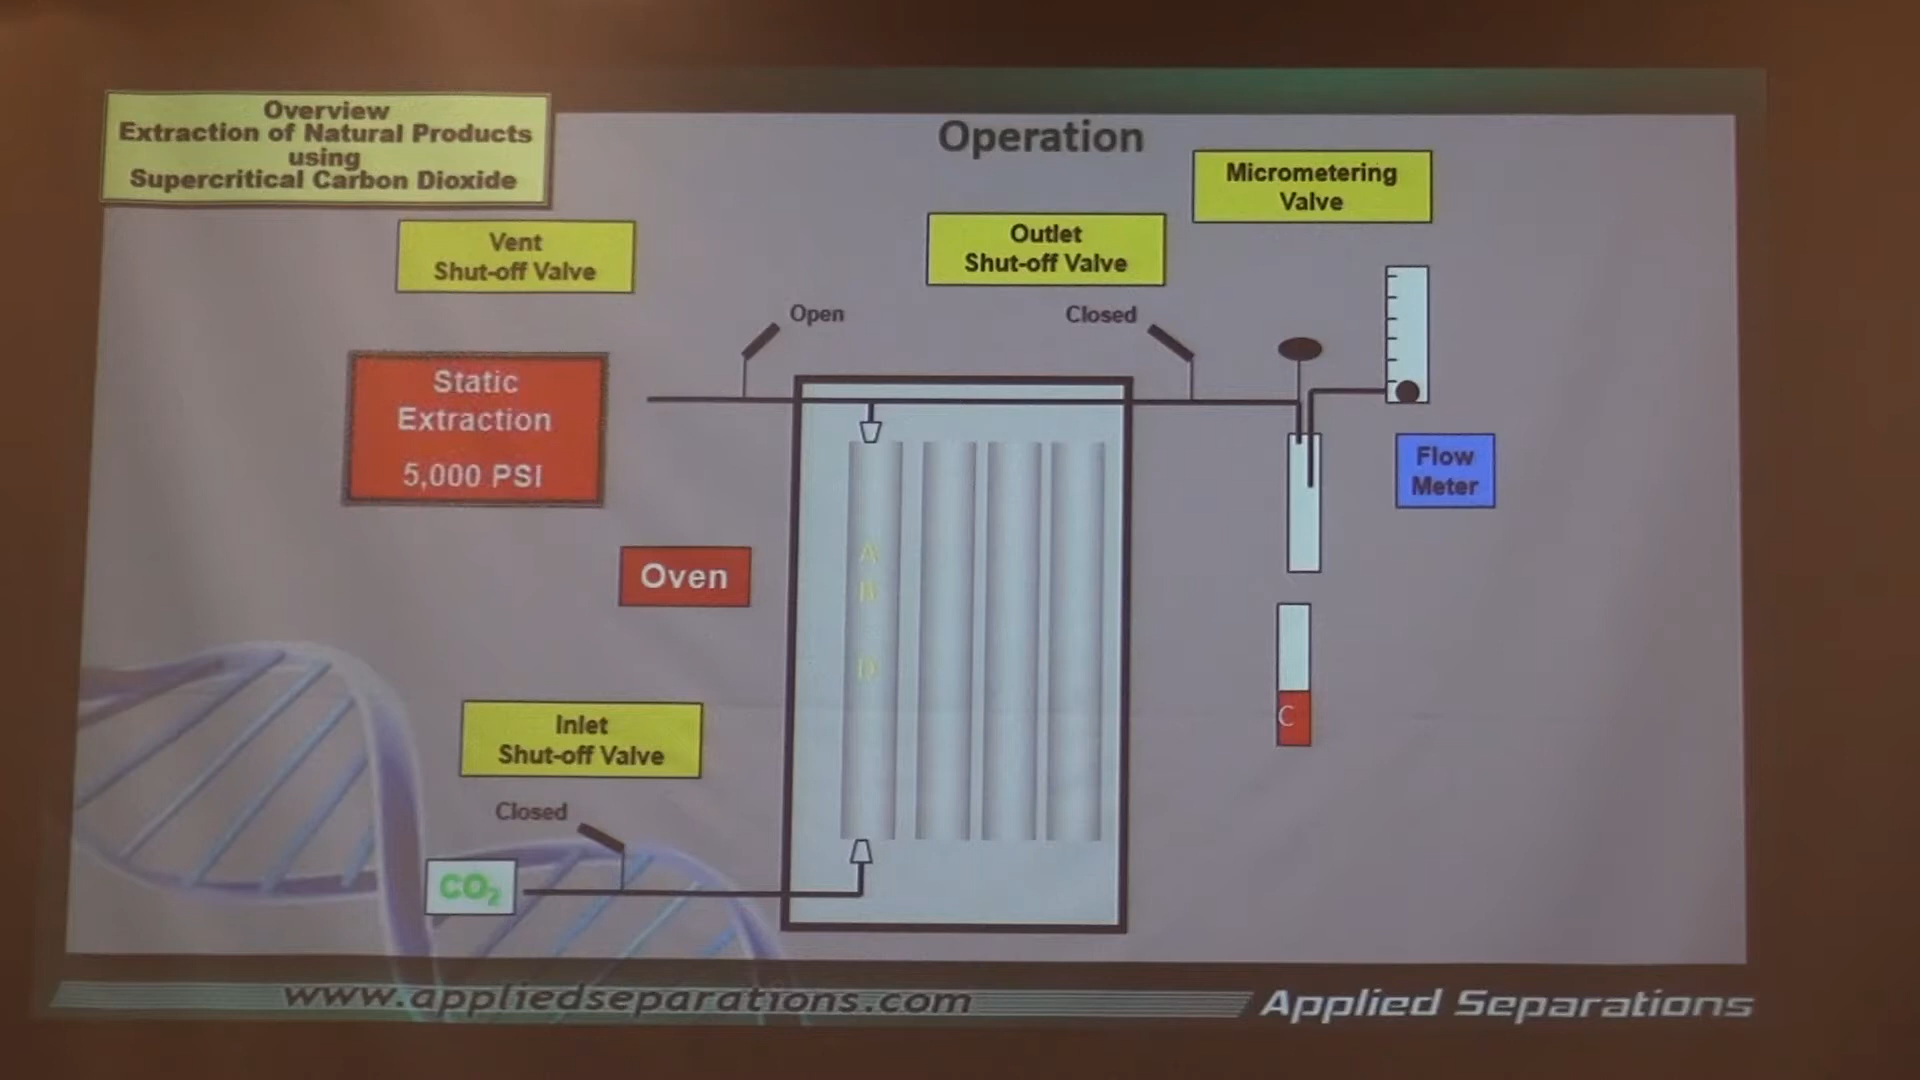 Overview
Extraction of Natural Products
using
Supercritical Carbon Dioxide
Operation
Micrometering
Valve
Vent
Shut-off Valve
Outlet
Shut-off Valve
Open
Closed
Static
Extraction
5,000 PSI
Flow
Meter
Oven
A
B
D
C
Inlet
Shut-off Valve
Closed
CO₂
www.appliedseparations.com
Applied Separations